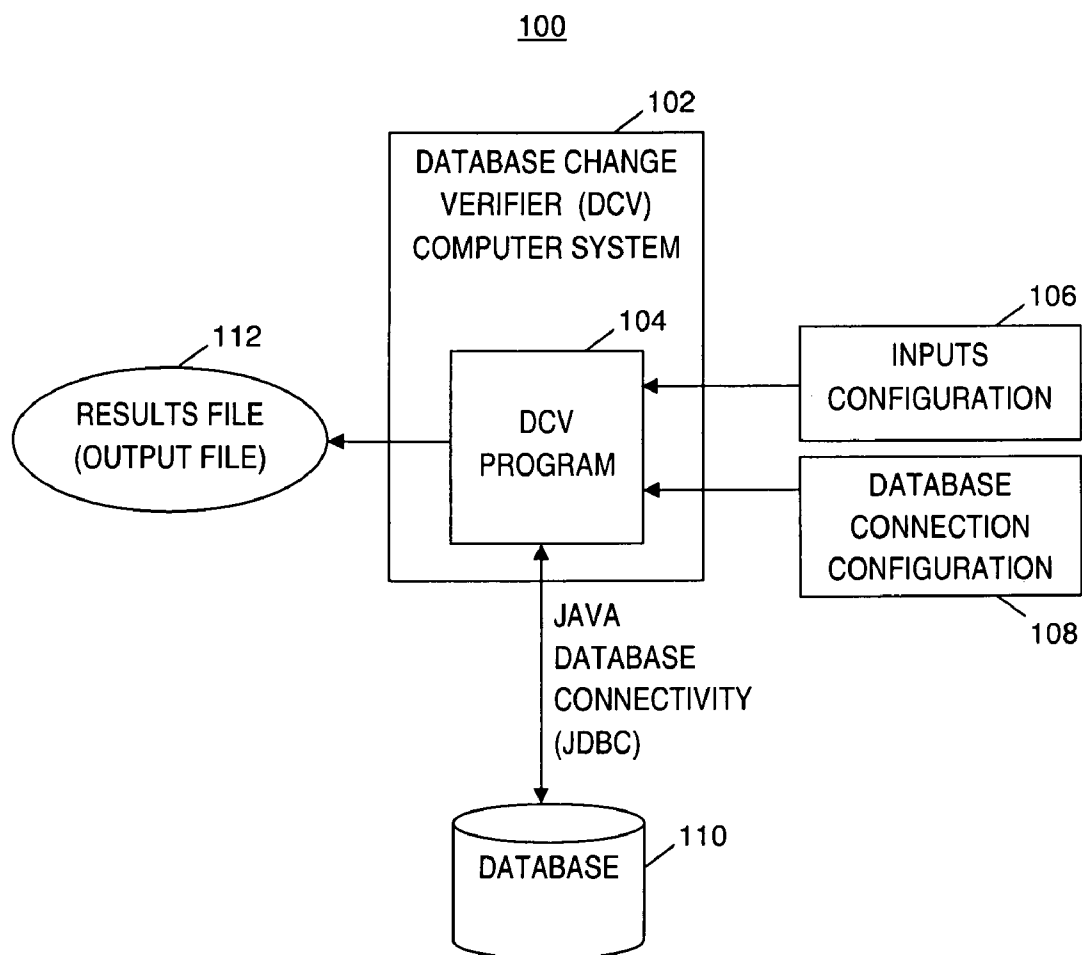 100
102
DATABASE CHANGE
VERIFIER (DCV)
COMPUTER SYSTEM
104
DCV
PROGRAM
106
INPUTS
CONFIGURATION
112
RESULTS FILE
(OUTPUT FILE)
DATABASE
CONNECTION
CONFIGURATION
108
JAVA
DATABASE
CONNECTIVITY
(JDBC)
110
DATABASE